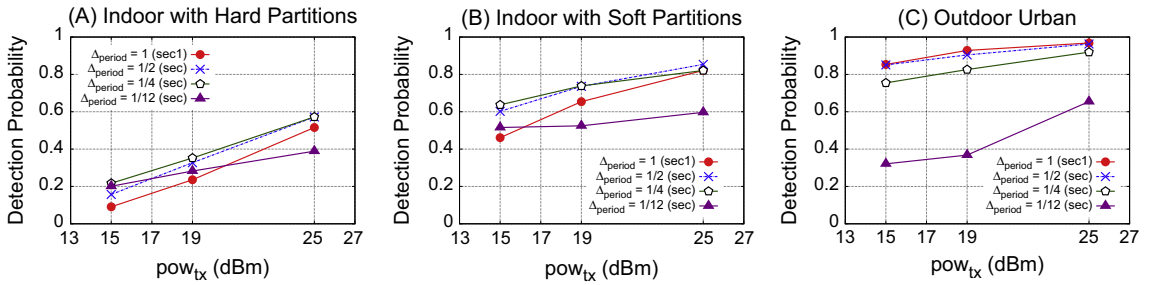 (A) Indoor with Hard Partitions
Detection Probability
1
0.8
0.6
0.4
0.2
0
Δperiod = 1 (sec1)
Δperiod = 1/2 (sec)
Δperiod = 1/4 (sec)
Δperiod = 1/12 (sec)
13 15 17 19 25 27
powtx (dBm)
(B) Indoor with Soft Partitions
Detection Probability
1
0.8
0.6
0.4
0.2
0
Δperiod = 1 (sec1)
Δperiod = 1/2 (sec)
Δperiod = 1/4 (sec)
Δperiod = 1/12 (sec)
13 15 17 19 25 27
powtx (dBm)
(C) Outdoor Urban
Detection Probability
1
0.8
0.6
0.4
0.2
0
Δperiod = 1 (sec1)
Δperiod = 1/2 (sec)
Δperiod = 1/4 (sec)
Δperiod = 1/12 (sec)
13 15 17 19 25 27
powtx (dBm)